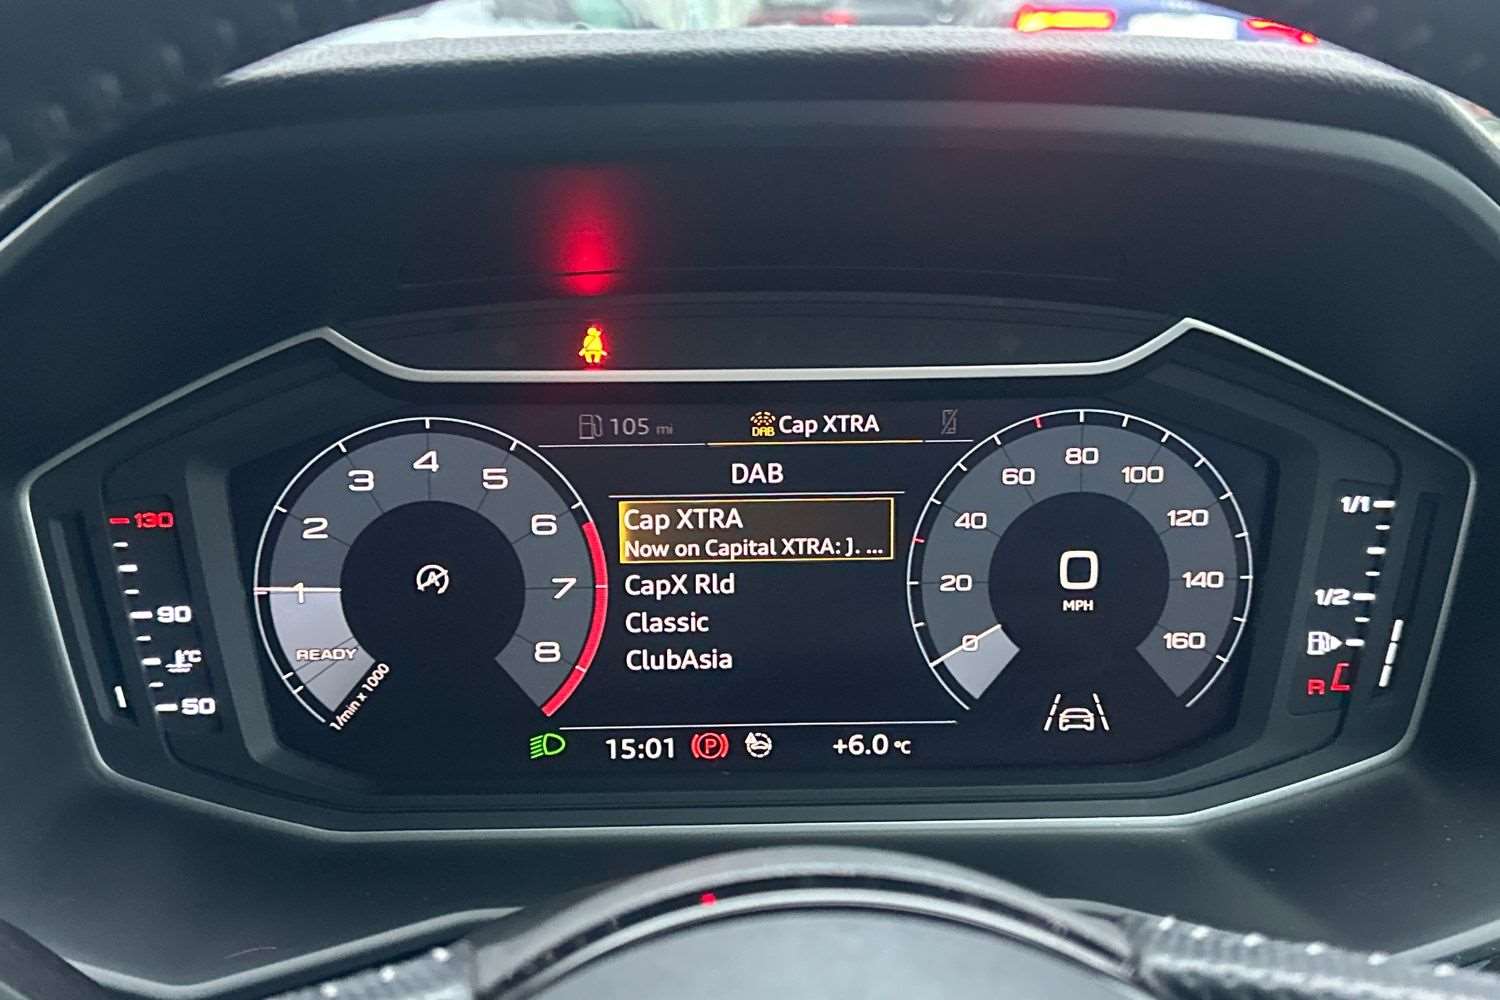 105 mi
DAB Cap XTRA
DAB
Cap XTRA
Now on Capital XTRA: J. ...
CapX Rld
Classic
ClubAsia
1
2
3
4
5
6
7
8
READY
1/min x 1000
A
130
90
°C
50
0
20
40
60
80
100
120
140
160
0
MPH
1/1
1/2
R
15:01 P +6.0 °C